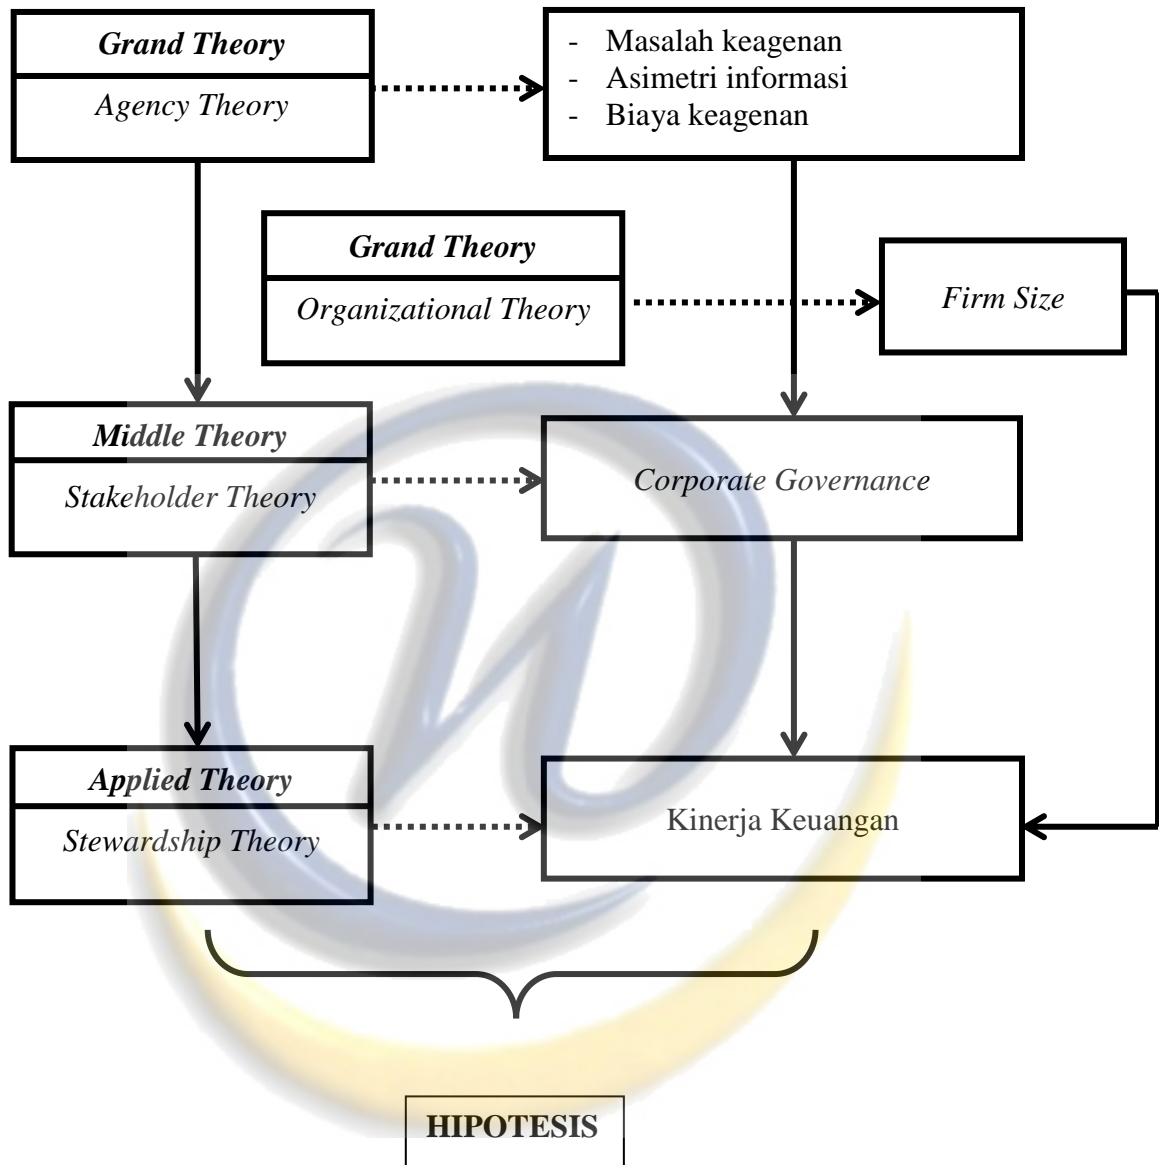 Grand Theory
Agency Theory
- Masalah keagenan
- Asimetri informasi
- Biaya keagenan
Grand Theory
Organizational Theory
Firm Size
Middle Theory
Stakeholder Theory
Corporate Governance
Applied Theory
Stewardship Theory
Kinerja Keuangan
HIPOTESIS